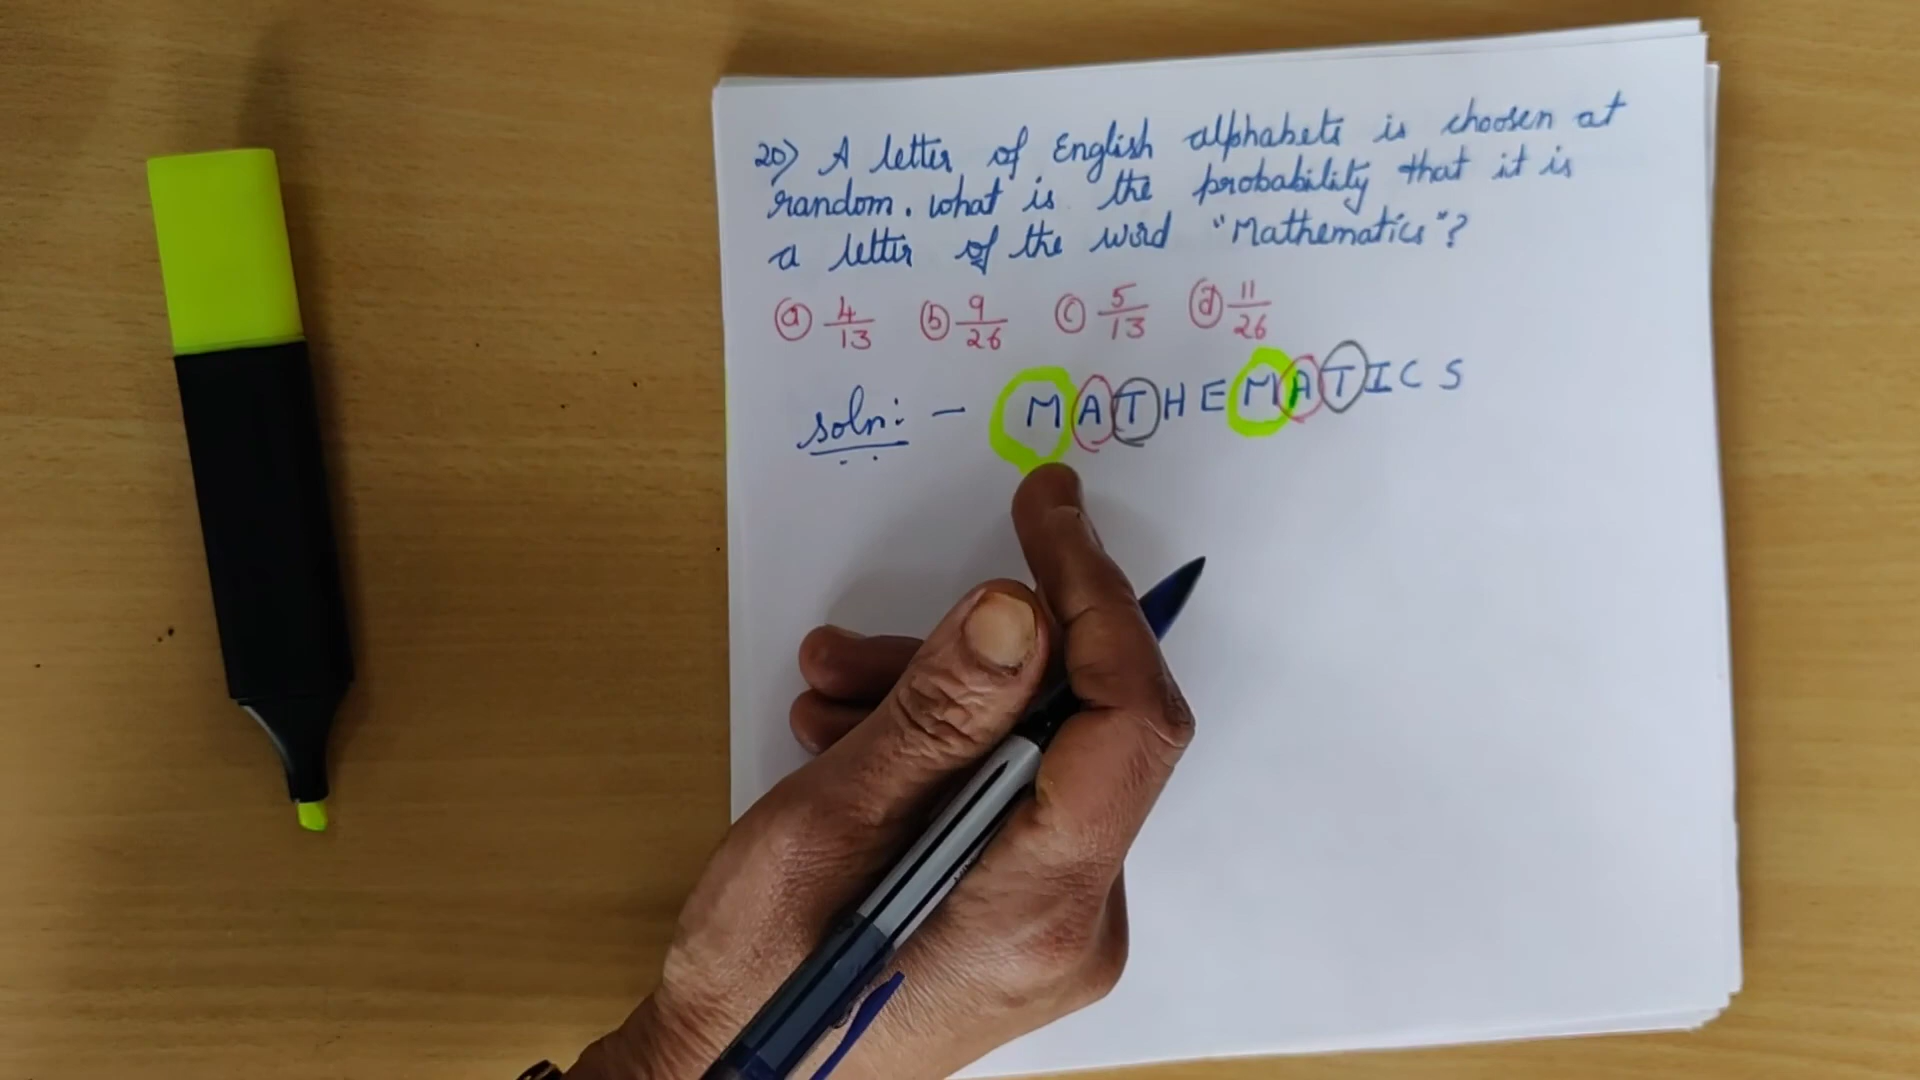 20) A letter of English alphabets is choosen at
random. what is the probability that it is
a letter of the word "Mathematics"?
(a) 4/13 (b) 9/26 (c) 5/13 (d) 11/26
soln: - MATHEMATICS